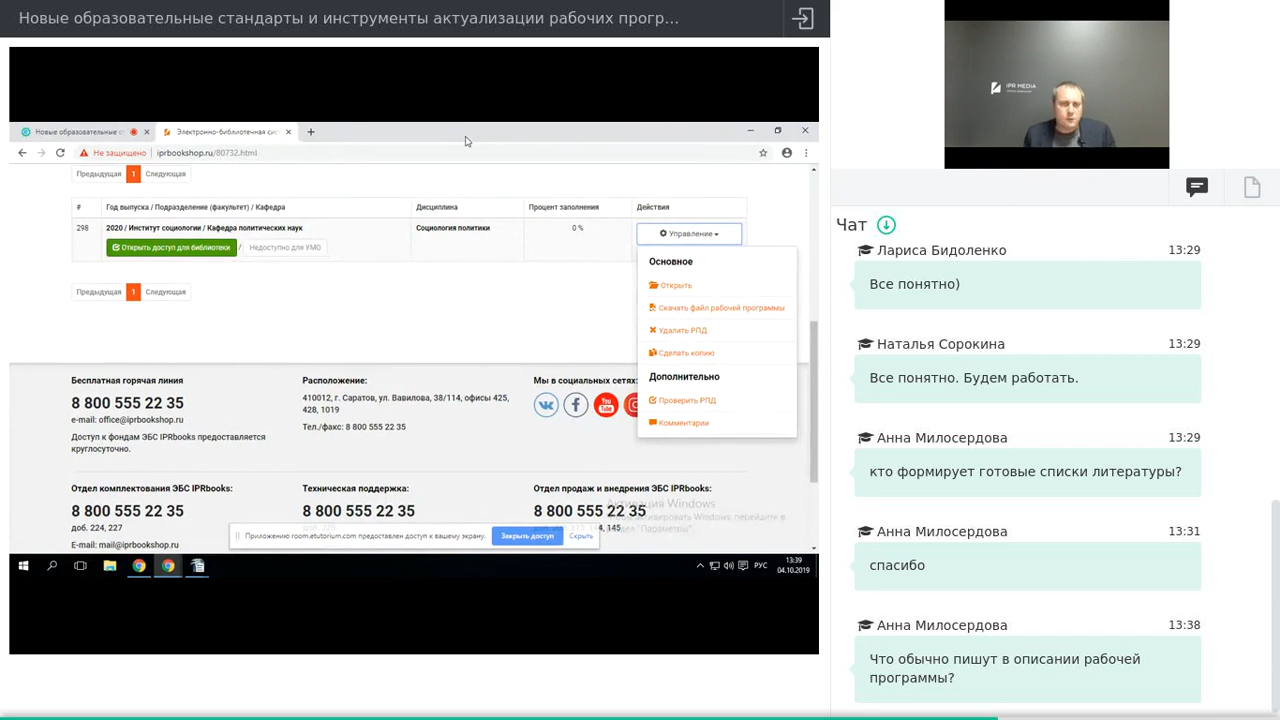 Новые образовательные стандарты и инструменты актуализации рабочих прогр...
Новые образовательные с
Электронно-библиотечная сис
Не защищено
iprbookshop.ru/80732.html
Предыдущая 1 Следующая
# Год выпуска / Подразделение (факультет) / Кафедра Дисциплина Процент заполнения Действия
298 2020 / Институт социологии / Кафедра политических наук Социология политики 0 % Управление
Открыть доступ для библиотеки / Недоступно для УМО
Основное
Открыть
Скачать файл рабочей программы
Удалить РПД
Сделать копию
Дополнительно
Проверить РПД
Комментарии
Предыдущая 1 Следующая
Бесплатная горячая линия
8 800 555 22 35
e-mail: office@iprbookshop.ru
Доступ к фондам ЭБС IPRbooks предоставляется
круглосуточно.
Расположение:
410012, г. Саратов, ул. Вавилова, 38/114, офисы 425,
428, 1019
Тел./факс: 8 800 555 22 35
Мы в социальных сетях:
You
Tube
Отдел комплектования ЭБС IPRbooks:
8 800 555 22 35
доб. 224, 227
E-mail: mail@iprbookshop.ru
Техническая поддержка:
8 800 555 22 35
Отдел продаж и внедрения ЭБС IPRbooks:
8 800 555 22 35
Активация Windows
Приложению room.etutorium.com предоставлен доступ к вашему экрану.
Закрыть доступ
Скрыть
РУС
13:39
04.10.2019
IPR MEDIA
Чат
Лариса Бидоленко 13:29
Все понятно)
Наталья Сорокина 13:29
Все понятно. Будем работать.
Анна Милосердова 13:29
кто формирует готовые списки литературы?
Анна Милосердова 13:31
спасибо
Анна Милосердова 13:38
Что обычно пишут в описании рабочей
программы?